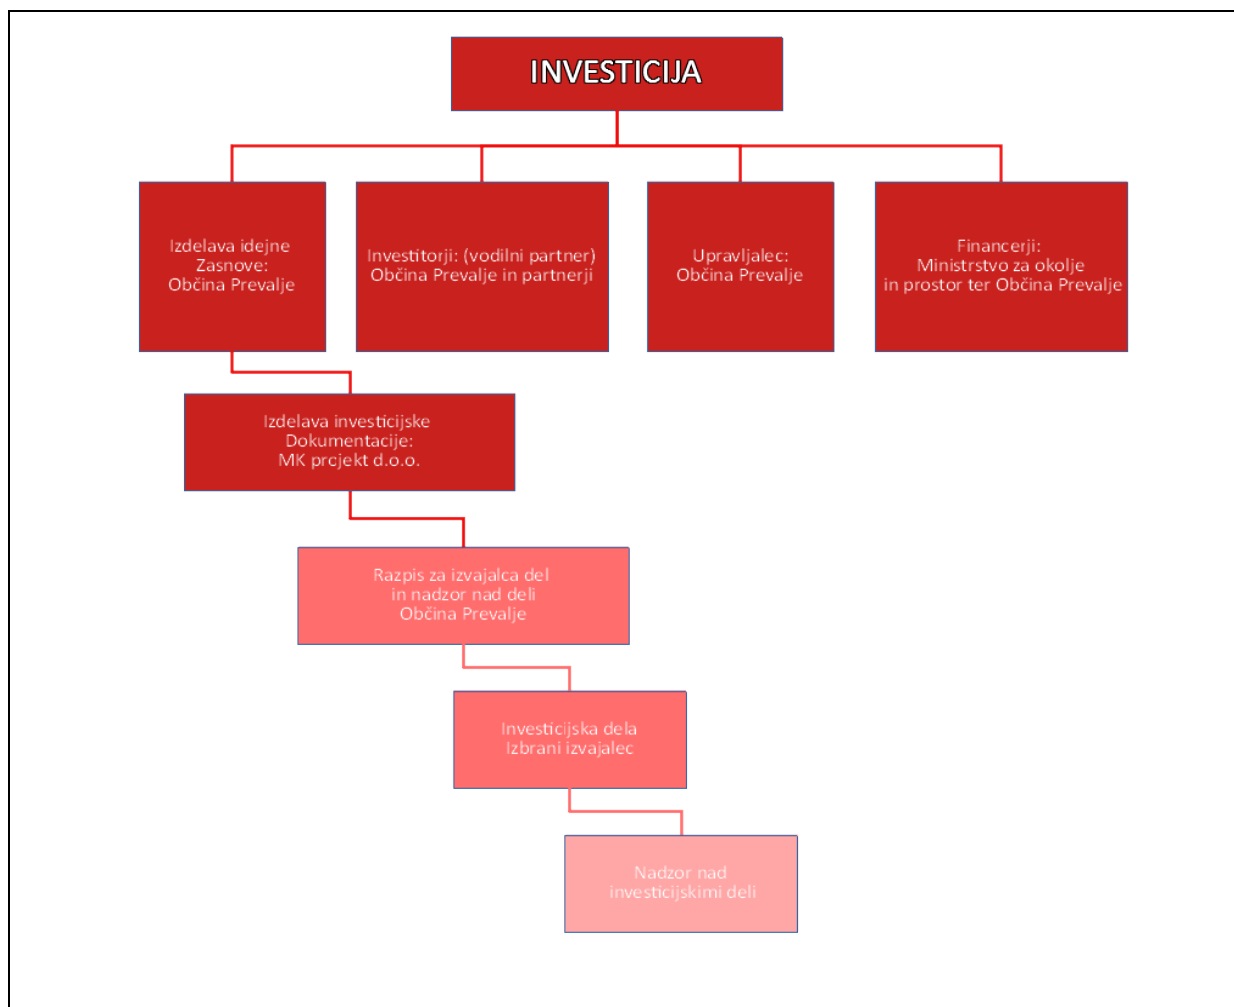 INVESTICIJA
Izdelava idejne
Zasnove:
Občina Prevalje
Investitorji: (vodilni partner)
Občina Prevalje in partnerji
Upravljalec:
Občina Prevalje
Financerji:
Ministrstvo za okolje
in prostor ter Občina Prevalje
Izdelava investicijske
Dokumentacije:
MK projekt d.o.o.
Razpis za izvajalca del
in nadzor nad deli
Občina Prevalje
Investicijska dela
Izbrani izvajalec
Nadzor nad
investicijskimi deli